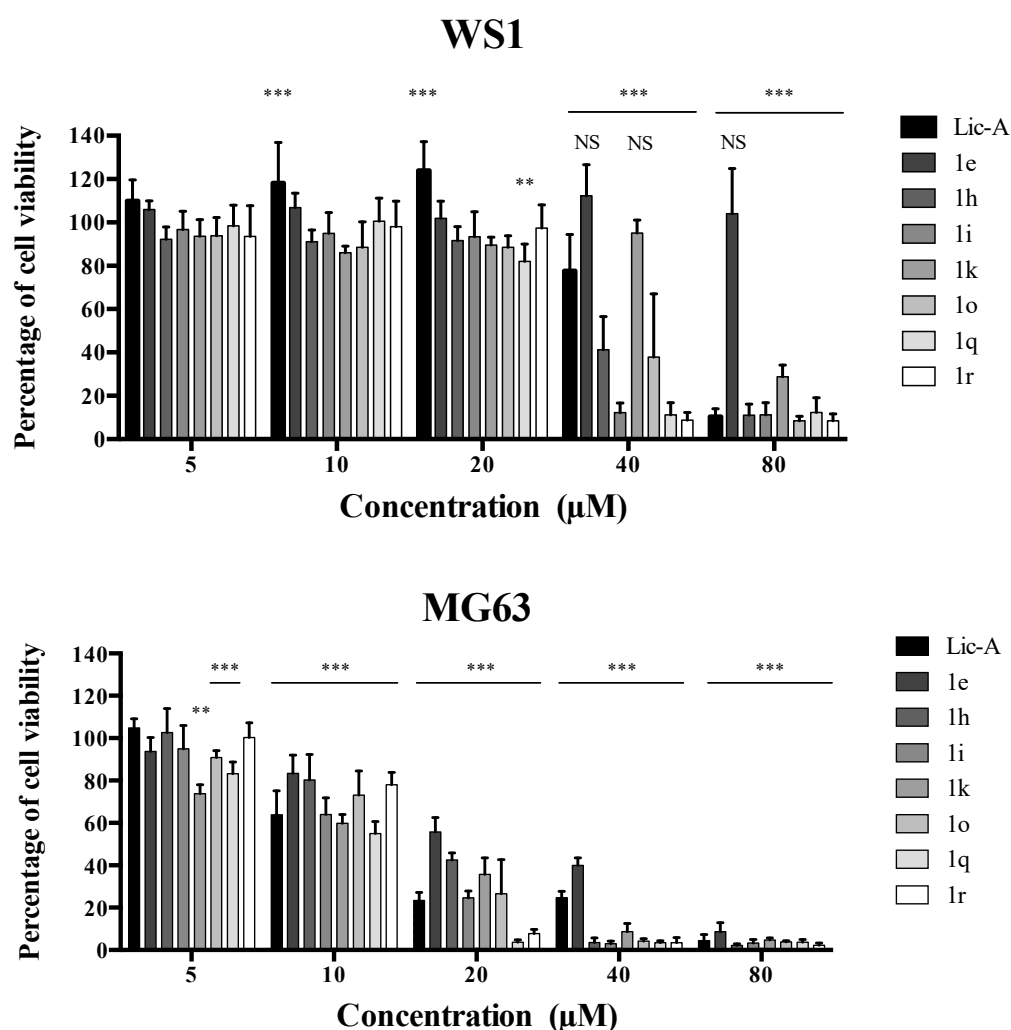 WS1
*** *** *** ***
140
NS NS NS
120
**
100
80
60
40
20
0
Percentage of cell viability
5 10 20 40 80
Concentration (μM)
Lic-A
1e
1h
1i
1k
1o
1q
1r
MG63
140
*** *** *** *** ***
120
**
100
80
60
40
20
0
Percentage of cell viability
5 10 20 40 80
Concentration (μM)
Lic-A
1e
1h
1i
1k
1o
1q
1r